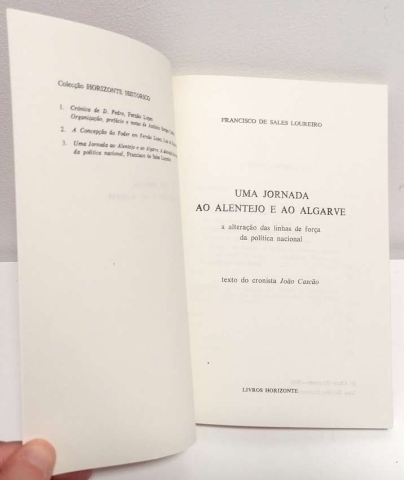 Colecção HORIZONTE HISTÓRICO
1. Crónica de D. Pedro, Fernão Lopes
Organização, prefácio e notas de António Borges
2. A Concepção do Poder em Fernão Lopes, Luís de
3. Uma Jornada ao Alentejo e ao Algarve. A alteração
da política nacional, Francisco de Sales Loureiro
FRANCISCO DE SALES LOUREIRO
UMA JORNADA
AO ALENTEJO E AO ALGARVE
a alteração das linhas de força
da política nacional
texto do cronista João Cascão
LIVROS HORIZONTE